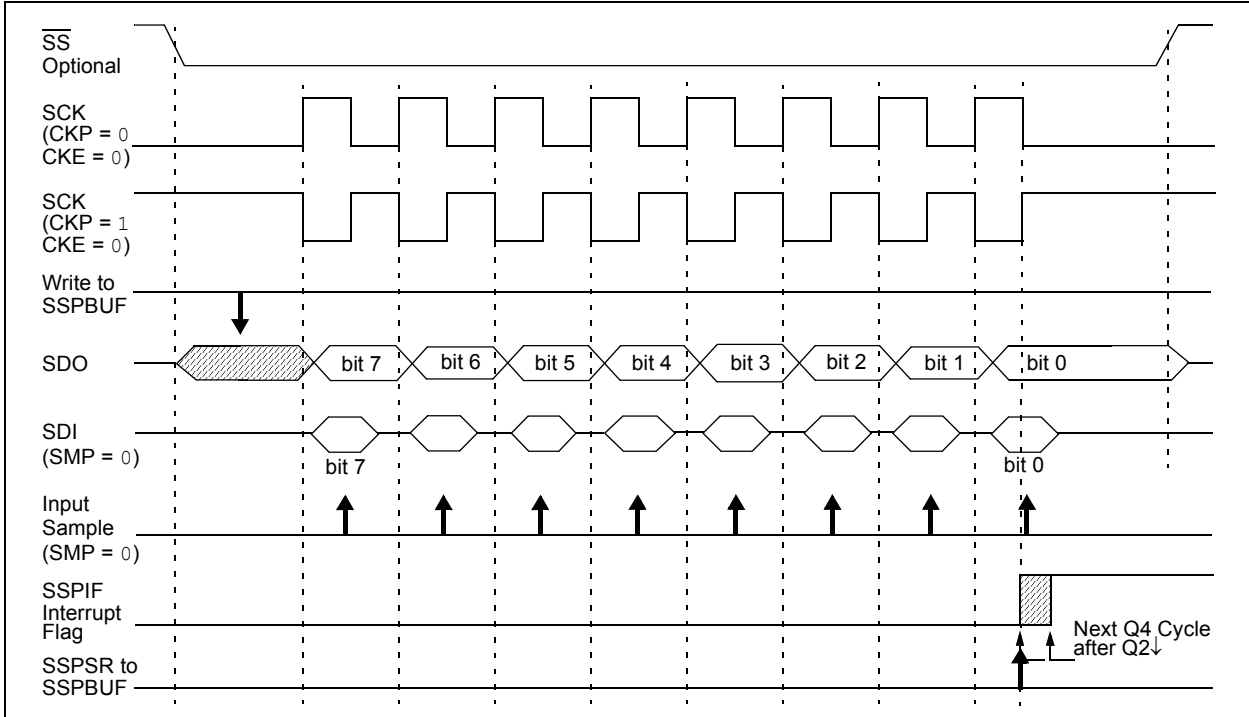 SS
Optional
SCK
(CKP = 0
CKE = 0)
SCK
(CKP = 1
CKE = 0)
Write to
SSPBUF
SDO
bit 7
bit 6
bit 5
bit 4
bit 3
bit 2
bit 1
bit 0
SDI
(SMP = 0)
bit 7
bit 0
Input
Sample
(SMP = 0)
SSPIF
Interrupt
Flag
Next Q4 Cycle
after Q2↓
SSPSR to
SSPBUF